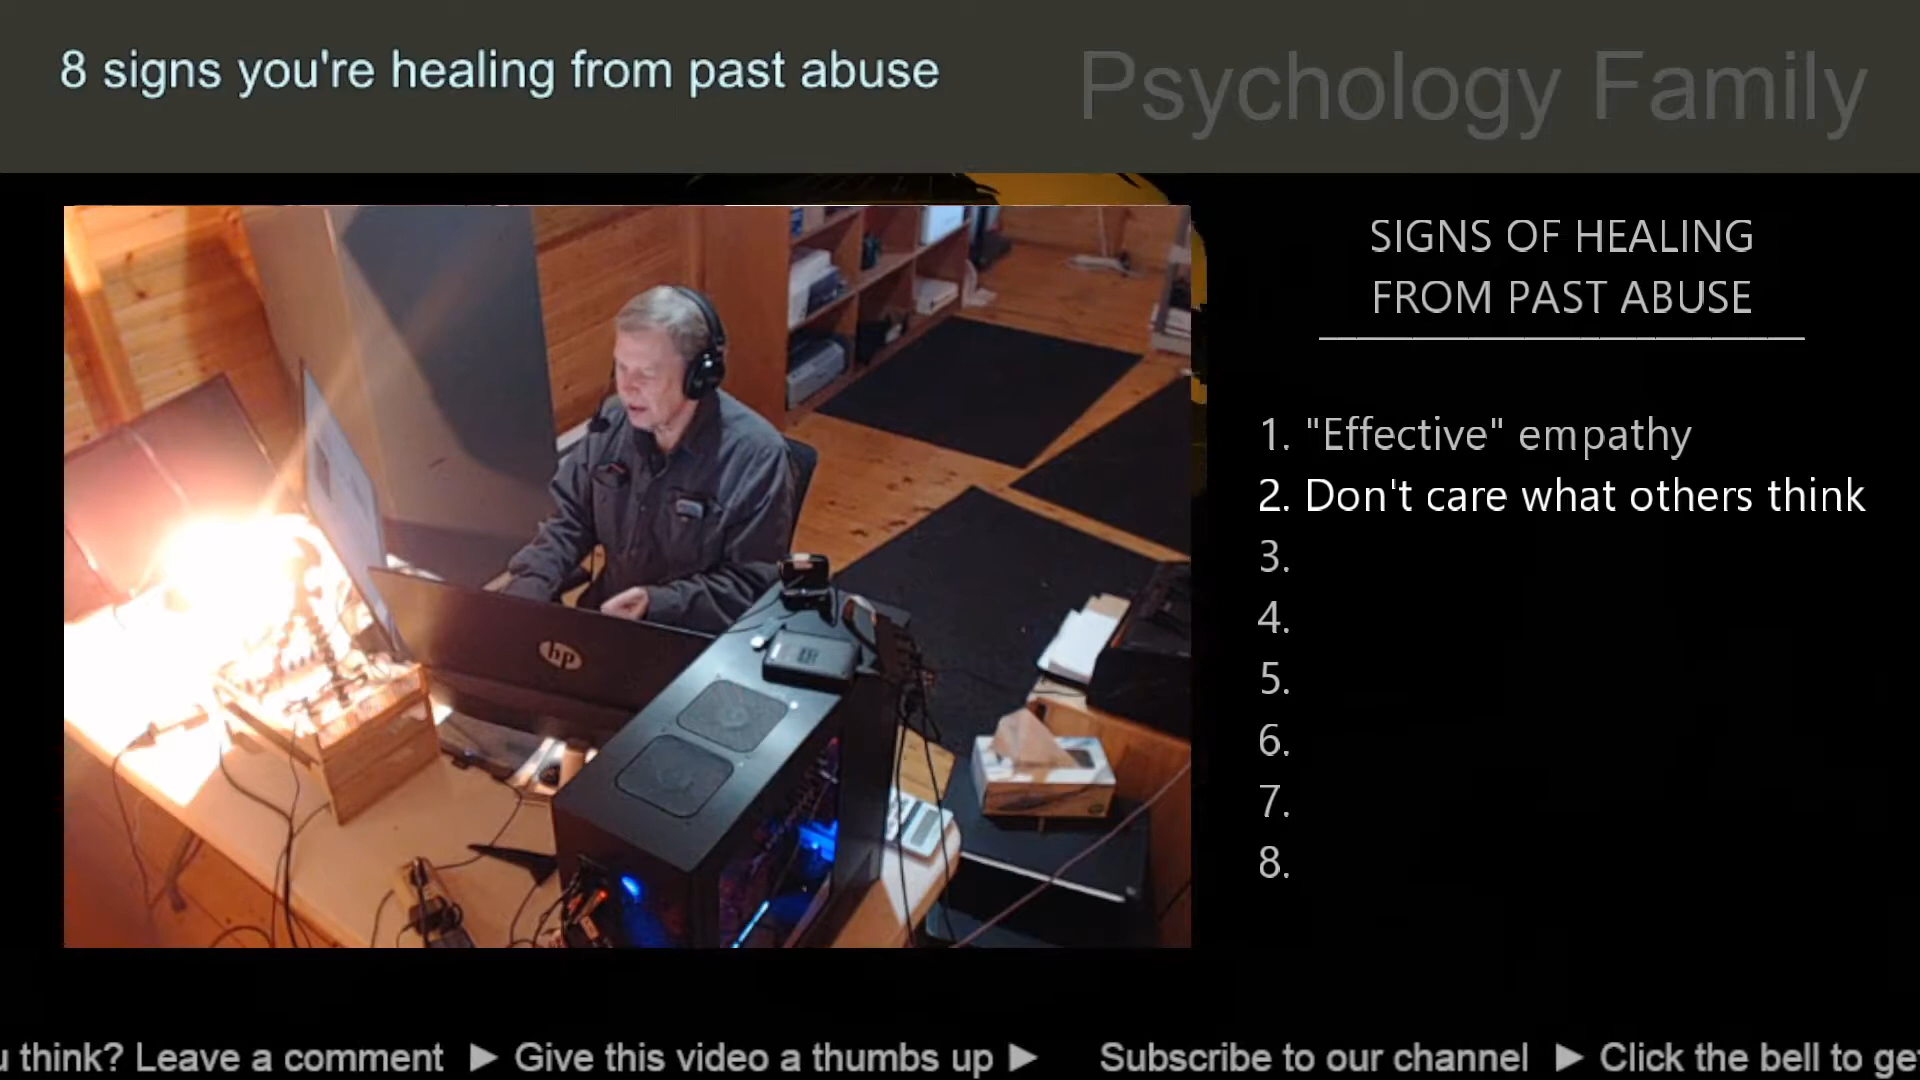 8 signs you're healing from past abuse
Psychology Family
SIGNS OF HEALING
FROM PAST ABUSE
1. "Effective" empathy
2. Don't care what others think
3.
4.
5.
6.
7.
8.
hp
u think? Leave a comment ▶ Give this video a thumbs up ▶ Subscribe to our channel ▶ Click the bell to get